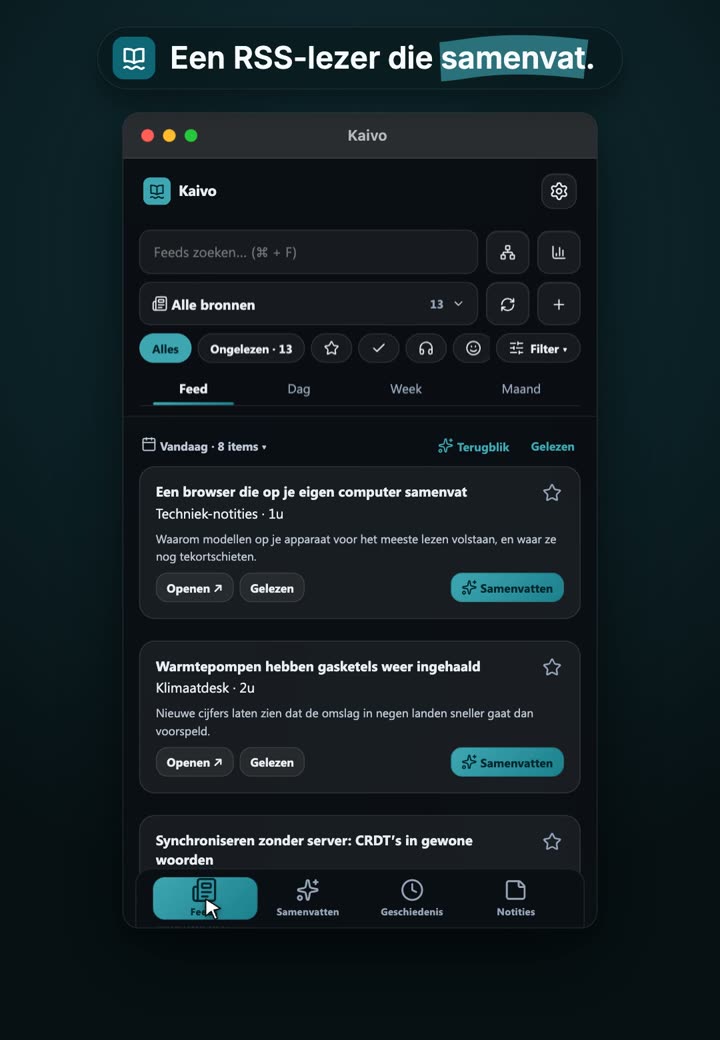 Een RSS-lezer die samenvat.
Kaivo
Kaivo
Feeds zoeken... (⌘ + F)
Alle bronnen 13
Alles Ongelezen · 13 Filter ▾
Feed Dag Week Maand
Vandaag · 8 items ▾ Terugblik Gelezen
Een browser die op je eigen computer samenvat
Techniek-notities · 1u
Waarom modellen op je apparaat voor het meeste lezen volstaan, en waar ze
nog tekortschieten.
Openen ↗ Gelezen Samenvatten
Warmtepompen hebben gasketels weer ingehaald
Klimaatdesk · 2u
Nieuwe cijfers laten zien dat de omslag in negen landen sneller gaat dan
voorspeld.
Openen ↗ Gelezen Samenvatten
Synchroniseren zonder server: CRDT’s in gewone
woorden
Samenvatten Geschiedenis Notities